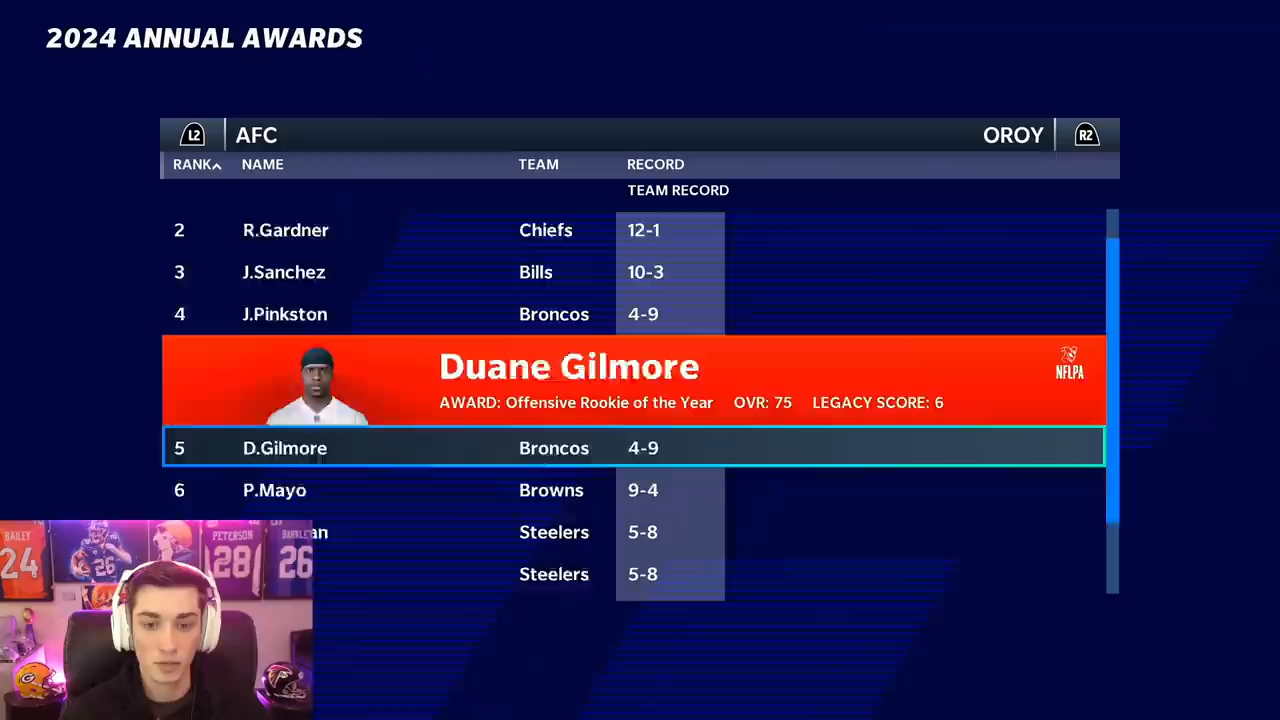 2024 ANNUAL AWARDS
L2 AFC OROY R2
RANK NAME TEAM RECORD
TEAM RECORD
2 R.Gardner Chiefs 12-1
3 J.Sanchez Bills 10-3
4 J.Pinkston Broncos 4-9
Duane Gilmore
NFLPA
AWARD: Offensive Rookie of the Year OVR: 75 LEGACY SCORE: 6
5 D.Gilmore Broncos 4-9
6 P.Mayo Browns 9-4
an Steelers 5-8
Steelers 5-8
BAILEY
24
26
PETERSON
28
26
G